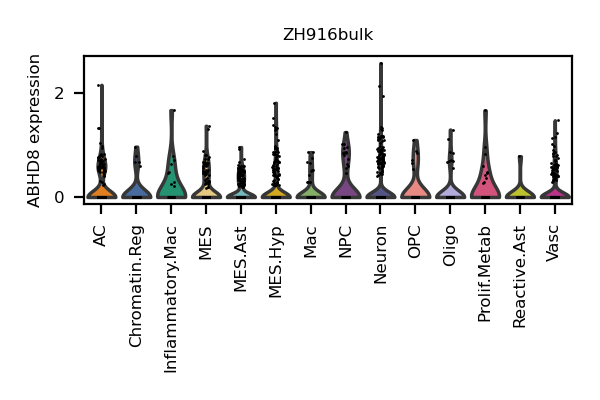 ZH916bulk
ABHD8 expression
2
0
AC
Chromatin.Reg
Inflammatory.Mac
MES
MES.Ast
MES.Hyp
Mac
NPC
Neuron
OPC
Oligo
Prolif.Metab
Reactive.Ast
Vasc